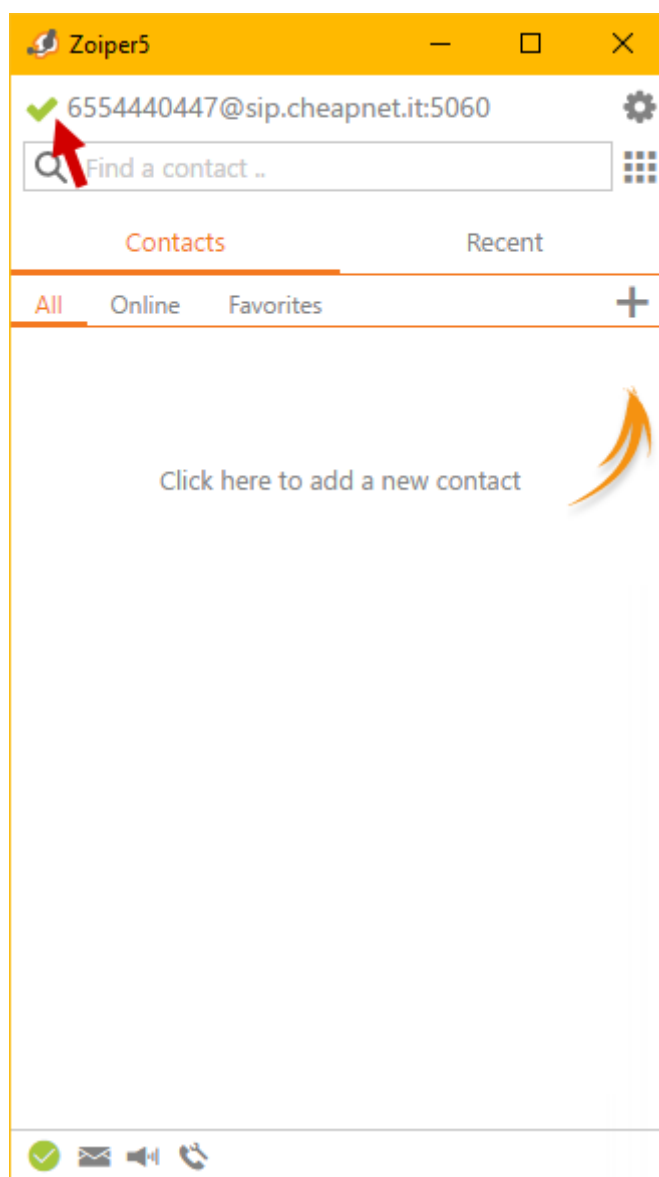 Zoiper5
6554440447@sip.cheapnet.it:5060
Find a contact ..
Contacts Recent
All Online Favorites
Click here to add a new contact